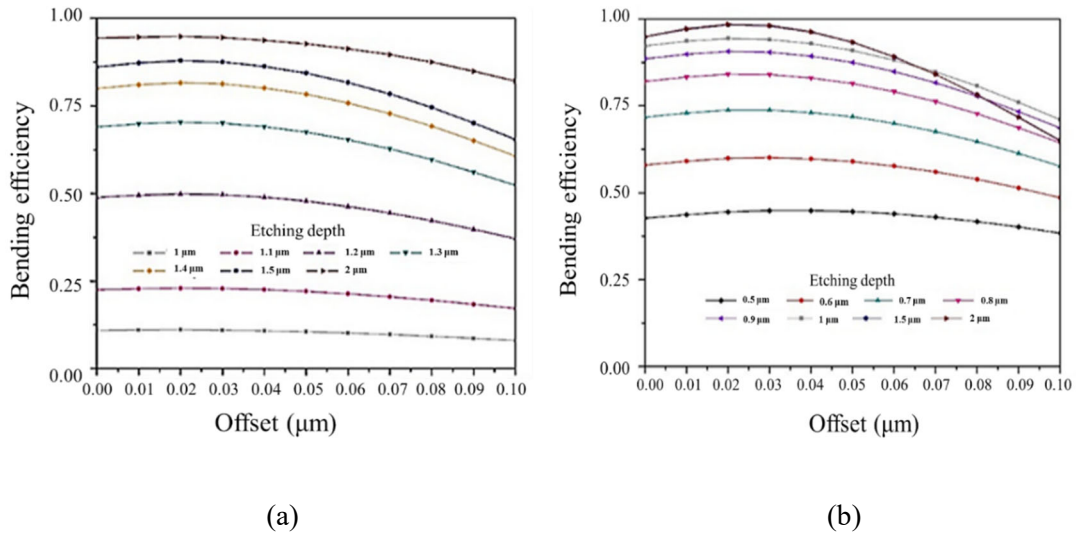 1.00
0.75
0.50
0.25
0.00
Bending efficiency
Etching depth
1 μm 1.1 μm 1.2 μm 1.3 μm
1.4 μm 1.5 μm 2 μm
0.00 0.01 0.02 0.03 0.04 0.05 0.06 0.07 0.08 0.09 0.10
Offset (μm)
(a)
1.00
0.75
0.50
0.25
0.00
Bending efficiency
Etching depth
0.5 μm 0.6 μm 0.7 μm 0.8 μm
0.9 μm 1 μm 1.5 μm 2 μm
0.00 0.01 0.02 0.03 0.04 0.05 0.06 0.07 0.08 0.09 0.10
Offset (μm)
(b)